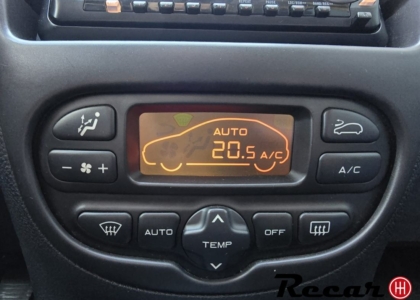 AUTO
20.5 A/C
- +
A/C
AUTO
TEMP
OFF
Recar